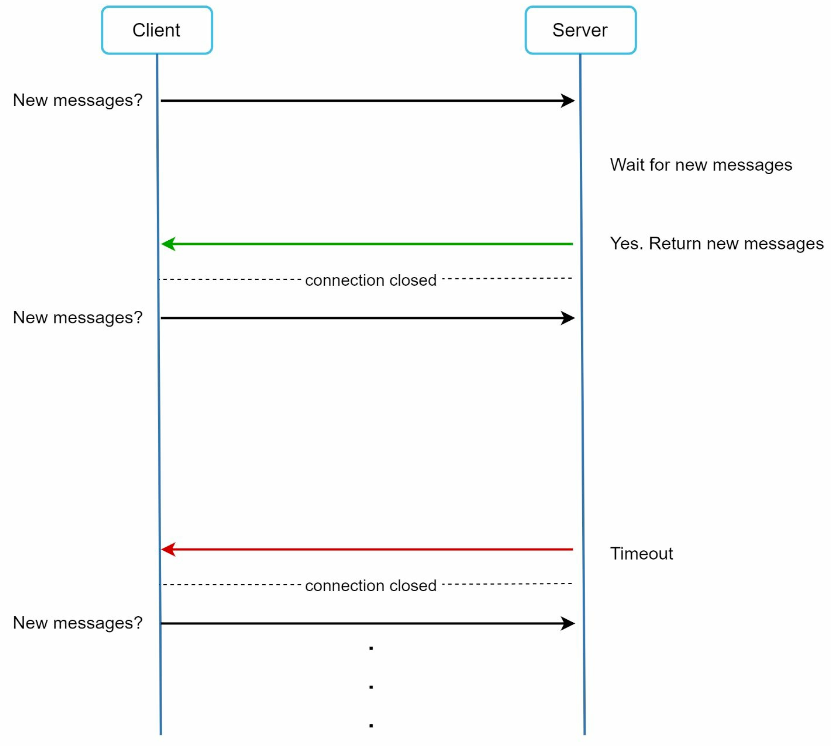 Client
Server
New messages?
Wait for new messages
Yes. Return new messages
connection closed
New messages?
Timeout
connection closed
New messages?